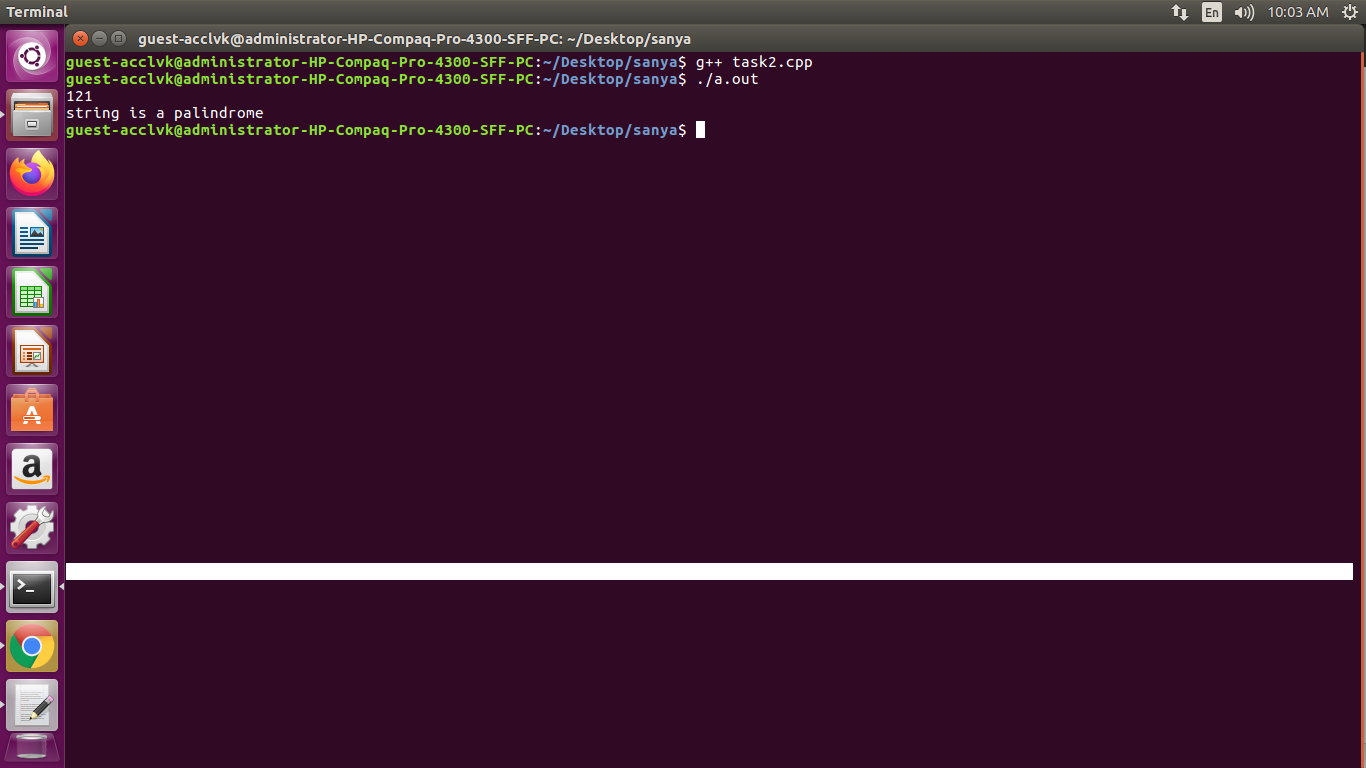 Terminal
En
10:03 AM
guest-acclvk@administrator-HP-Compaq-Pro-4300-SFF-PC: ~/Desktop/sanya
guest-acclvk@administrator-HP-Compaq-Pro-4300-SFF-PC:~/Desktop/sanya$ g++ task2.cpp
guest-acclvk@administrator-HP-Compaq-Pro-4300-SFF-PC:~/Desktop/sanya$ ./a.out
121
string is a palindrome
guest-acclvk@administrator-HP-Compaq-Pro-4300-SFF-PC:~/Desktop/sanya$